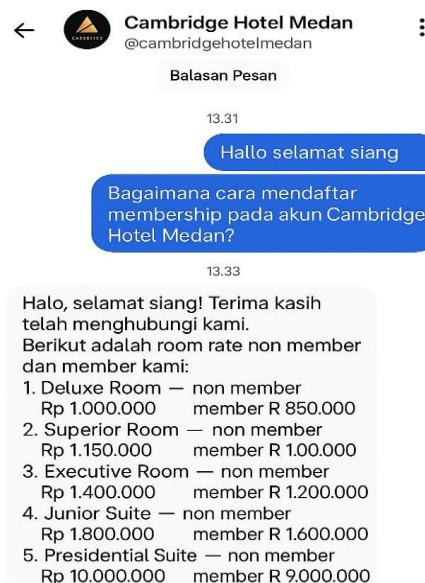 Cambridge Hotel Medan
@cambridgehotelmedan
Balasan Pesan
13.31
Hallo selamat siang
Bagaimana cara mendaftar
membership pada akun Cambridge
Hotel Medan?
13.33
Halo, selamat siang! Terima kasih
telah menghubungi kami.
Berikut adalah room rate non member
dan member kami:
1. Deluxe Room — non member
Rp 1.000.000 member R 850.000
2. Superior Room — non member
Rp 1.150.000 member R 1.00.000
3. Executive Room — non member
Rp 1.400.000 member R 1.200.000
4. Junior Suite — non member
Rp 1.800.000 member R 1.600.000
5. Presidential Suite — non member
Rp 10.000.000 member R 9.000.000